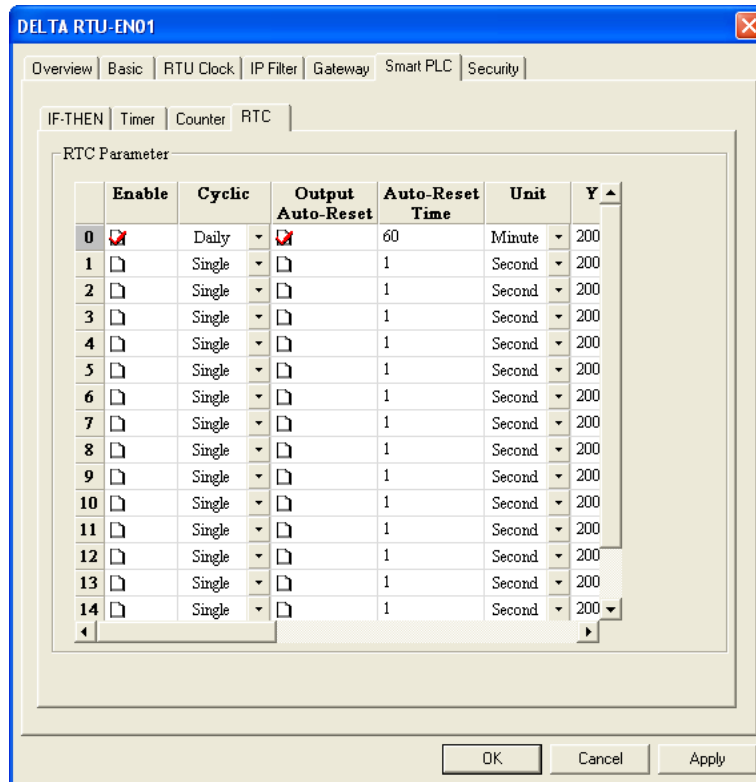 DELTA RTU-EN01
Overview Basic RTU Clock IP Filter Gateway Smart PLC Security
IF-THEN Timer Counter RTC
RTC Parameter
Enable Cyclic Output Auto-Reset Unit Y
Auto-Reset Time
0 Daily 60 Minute 200
1 Single 1 Second 200
2 Single 1 Second 200
3 Single 1 Second 200
4 Single 1 Second 200
5 Single 1 Second 200
6 Single 1 Second 200
7 Single 1 Second 200
8 Single 1 Second 200
9 Single 1 Second 200
10 Single 1 Second 200
11 Single 1 Second 200
12 Single 1 Second 200
13 Single 1 Second 200
14 Single 1 Second 200
OK Cancel Apply